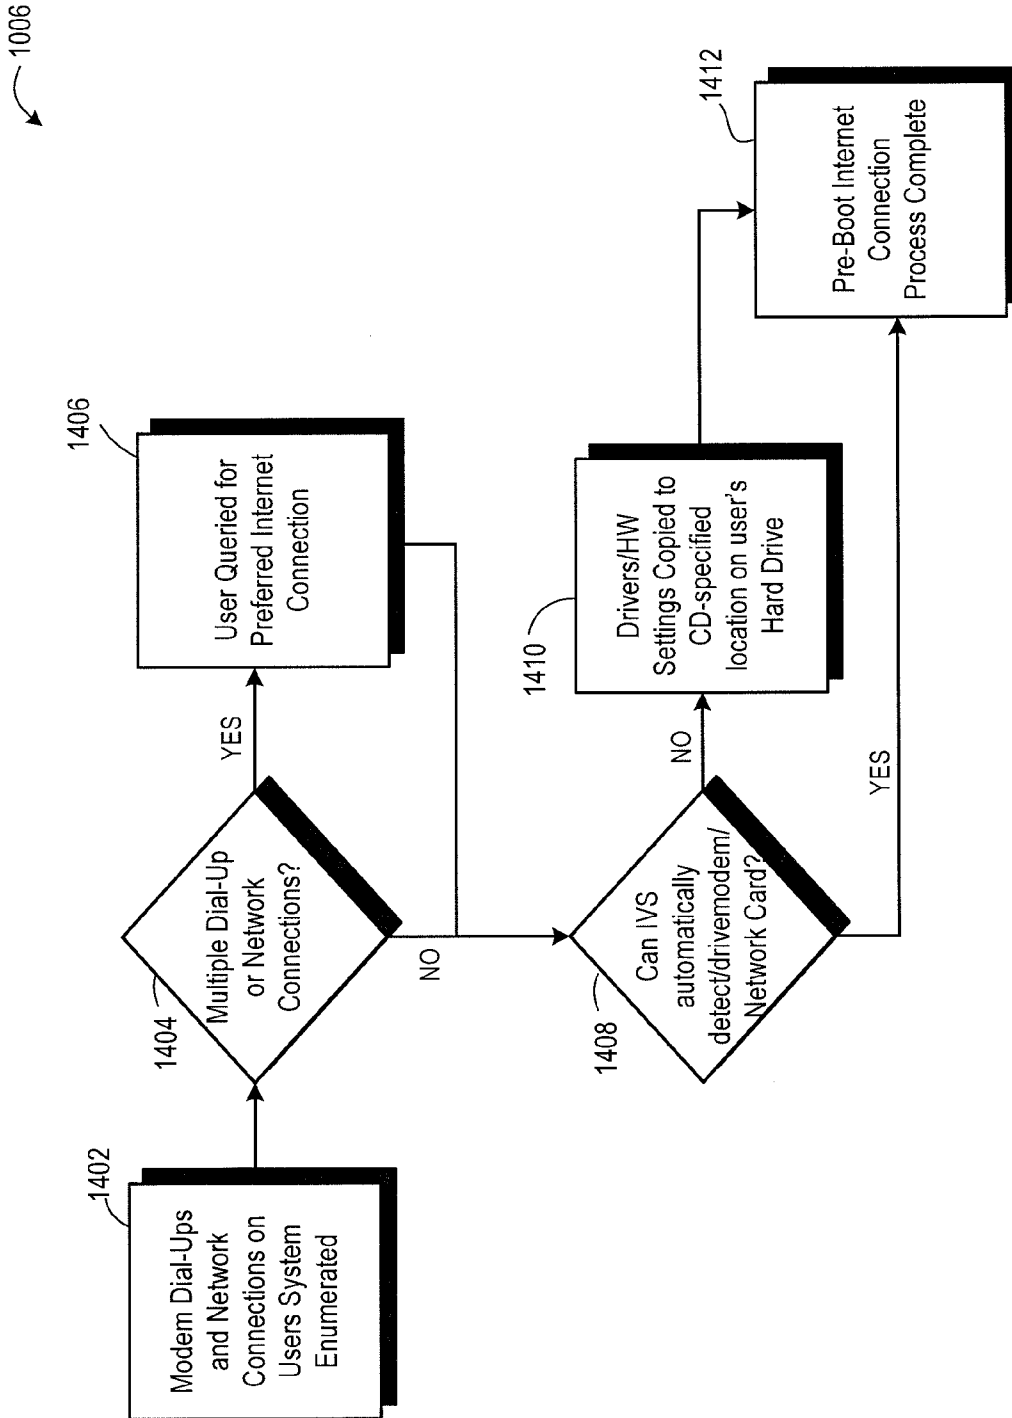 1006
1402
Modem Dial-Ups
and Network
Connections on
Users System
Enumerated
1404
Multiple Dial-Up
or Network
Connections?
YES
NO
1406
User Queried for
Preferred Internet
Connection
1408
Can IVS
automatically
detect/drivemodem/
Network Card?
NO
YES
1410
Drivers/HW
Settings Copied to
CD-specified
location on user's
Hard Drive
1412
Pre-Boot Internet
Connection
Process Complete